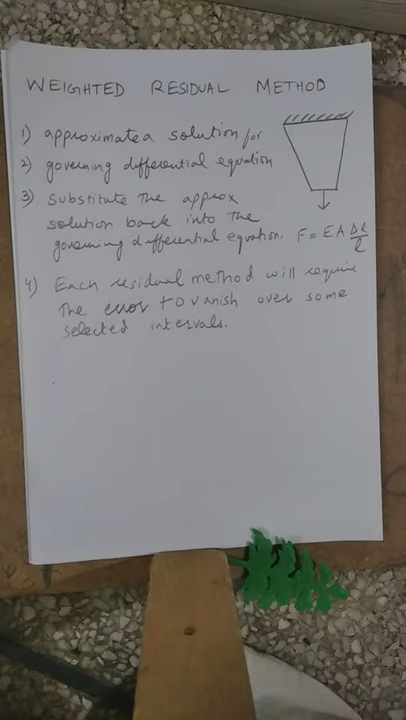 WEIGHTED RESIDUAL METHOD
1) approximate a solution for
2) governing differential equation
3) substitute the approx
solution back into the
governing differential equation. F = EA Δl/l
4) Each residual method will require
the error to vanish over some
selected intervals.